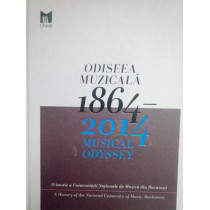 UNMB
ODISEEA
MUZICALĂ
1864–
2014
MUSICAL
ODYSSEY
O istorie a Universității Naționale de Muzică din București
A History of the National University of Music Bucharest